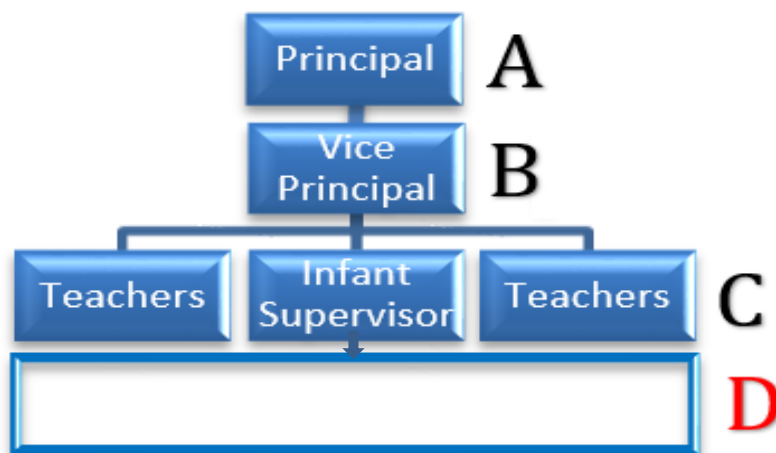 Principal A
Vice
Principal B
Teachers Infant
Supervisor Teachers C
D